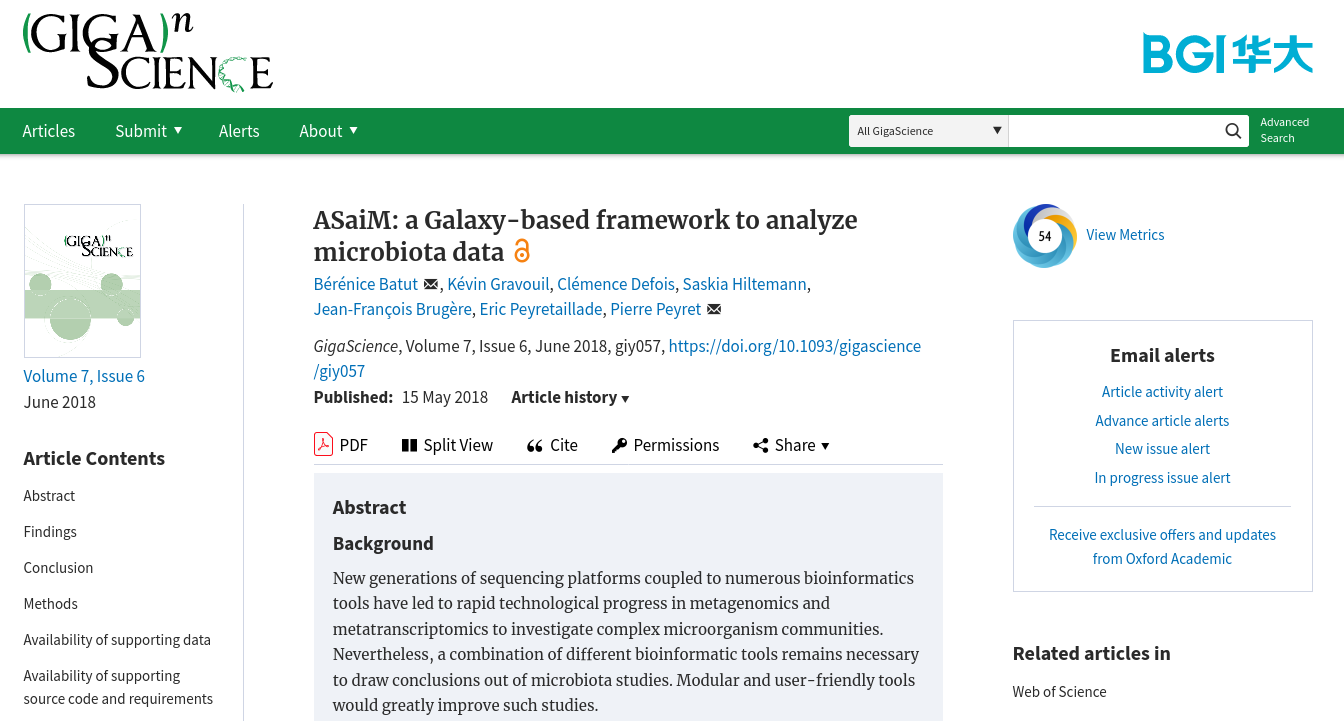 (GIGA)n
SCIENCE
BGI华大
Articles
Submit
Alerts
About
All GigaScience
Advanced
Search
(GIGA)n
SCIENCE
Volume 7, Issue 6
June 2018
Article Contents
Abstract
Findings
Conclusion
Methods
Availability of supporting data
Availability of supporting
source code and requirements
ASaiM: a Galaxy-based framework to analyze
microbiota data
Bérénice Batut , Kévin Gravouil, Clémence Defois, Saskia Hiltemann,
Jean-François Brugère, Eric Peyretaillade, Pierre Peyret
GigaScience, Volume 7, Issue 6, June 2018, giy057, https://doi.org/10.1093/gigascience
/giy057
Published: 15 May 2018 Article history
PDF Split View Cite Permissions Share
Abstract
Background
New generations of sequencing platforms coupled to numerous bioinformatics
tools have led to rapid technological progress in metagenomics and
metatranscriptomics to investigate complex microorganism communities.
Nevertheless, a combination of different bioinformatic tools remains necessary
to draw conclusions out of microbiota studies. Modular and user-friendly tools
would greatly improve such studies.
54
View Metrics
Email alerts
Article activity alert
Advance article alerts
New issue alert
In progress issue alert
Receive exclusive offers and updates
from Oxford Academic
Related articles in
Web of Science